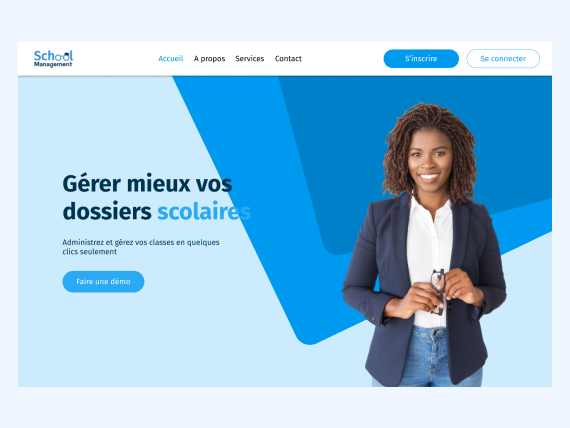 School
Management
Accueil A propos Services Contact
S'inscrire
Se connecter
Gérer mieux vos
dossiers scolaires
Administrez et gérez vos classes en quelques
clics seulement
Faire une démo